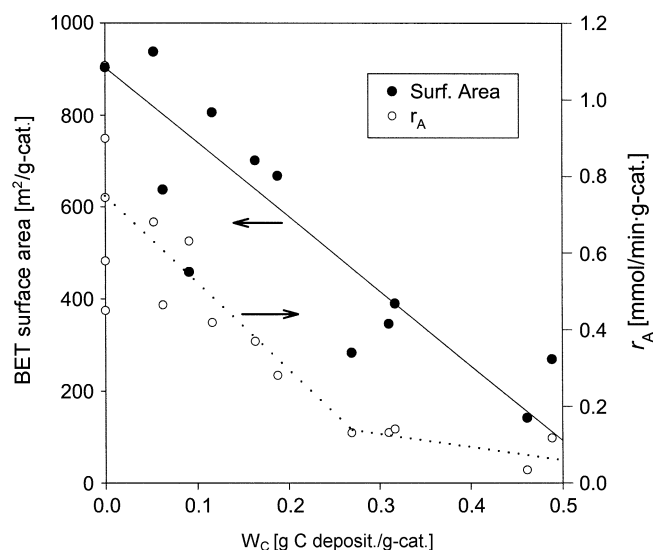 1000
800
600
400
200
0
BET surface area [m²/g-cat.]
Surf. Area
r_A
1.2
1.0
0.8
0.6
0.4
0.2
0.0
r_A [mmol/min·g-cat.]
0.0 0.1 0.2 0.3 0.4 0.5
W_C [g C deposit./g-cat.]